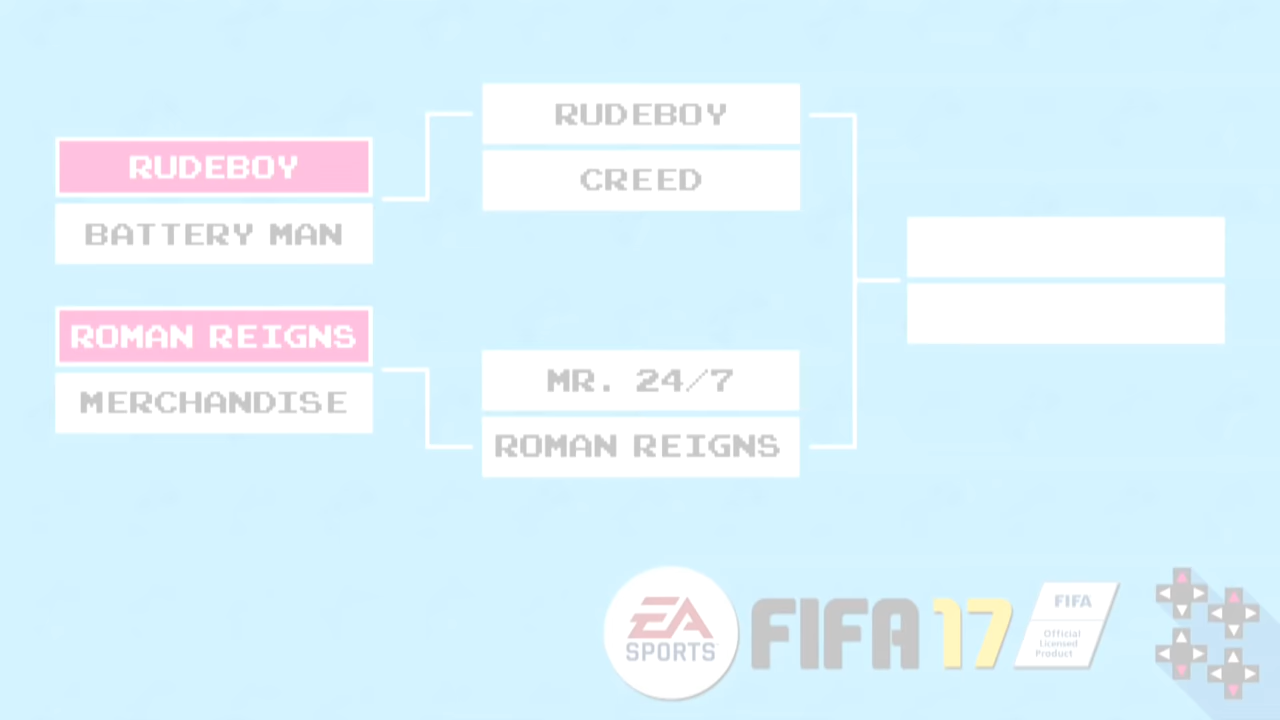 RUDEBOY
BATTERY MAN
ROMAN REIGNS
MERCHANDISE
RUDEBOY
CREED
MR. 24/7
ROMAN REIGNS
EA
SPORTS
FIFA 17
FIFA
Official
Licensed
Product